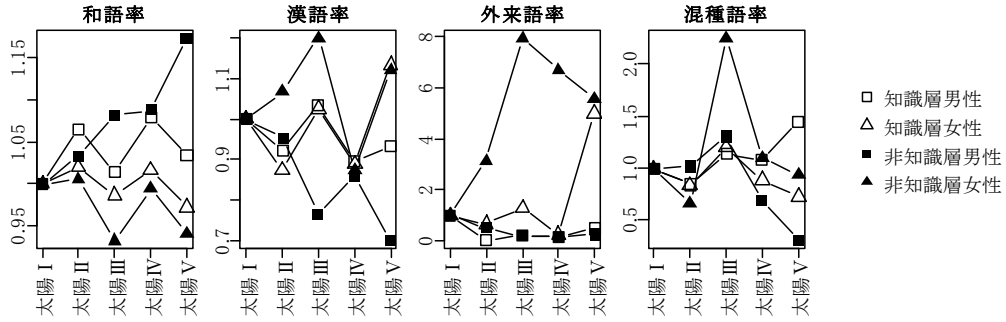 和語率
0.95
1.05
1.15
太陽Ⅰ
太陽Ⅱ
太陽Ⅲ
太陽Ⅳ
太陽Ⅴ
漢語率
0.7
0.9
1.1
太陽Ⅰ
太陽Ⅱ
太陽Ⅲ
太陽Ⅳ
太陽Ⅴ
外来語率
0
2
4
6
8
太陽Ⅰ
太陽Ⅱ
太陽Ⅲ
太陽Ⅳ
太陽Ⅴ
混種語率
0.5
1.0
1.5
2.0
太陽Ⅰ
太陽Ⅱ
太陽Ⅲ
太陽Ⅳ
太陽Ⅴ
知識層男性
知識層女性
非知識層男性
非知識層女性